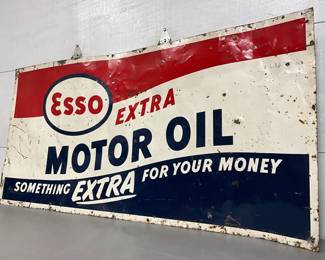 Esso EXTRA
MOTOR OIL
SOMETHING EXTRA FOR YOUR MONEY